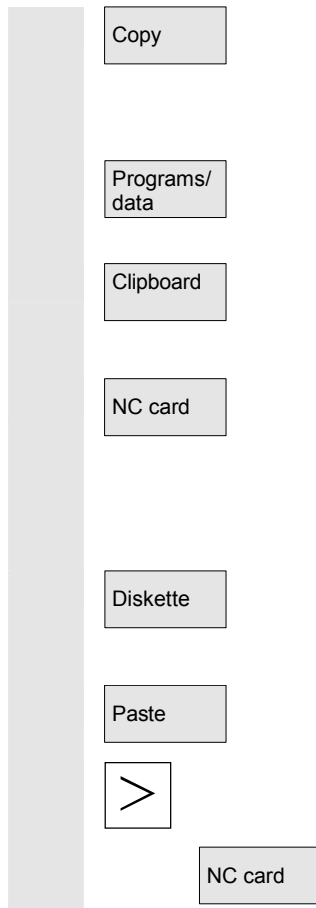 Copy
Programs/
data
Clipboard
NC card
Diskette
Paste
>
NC card